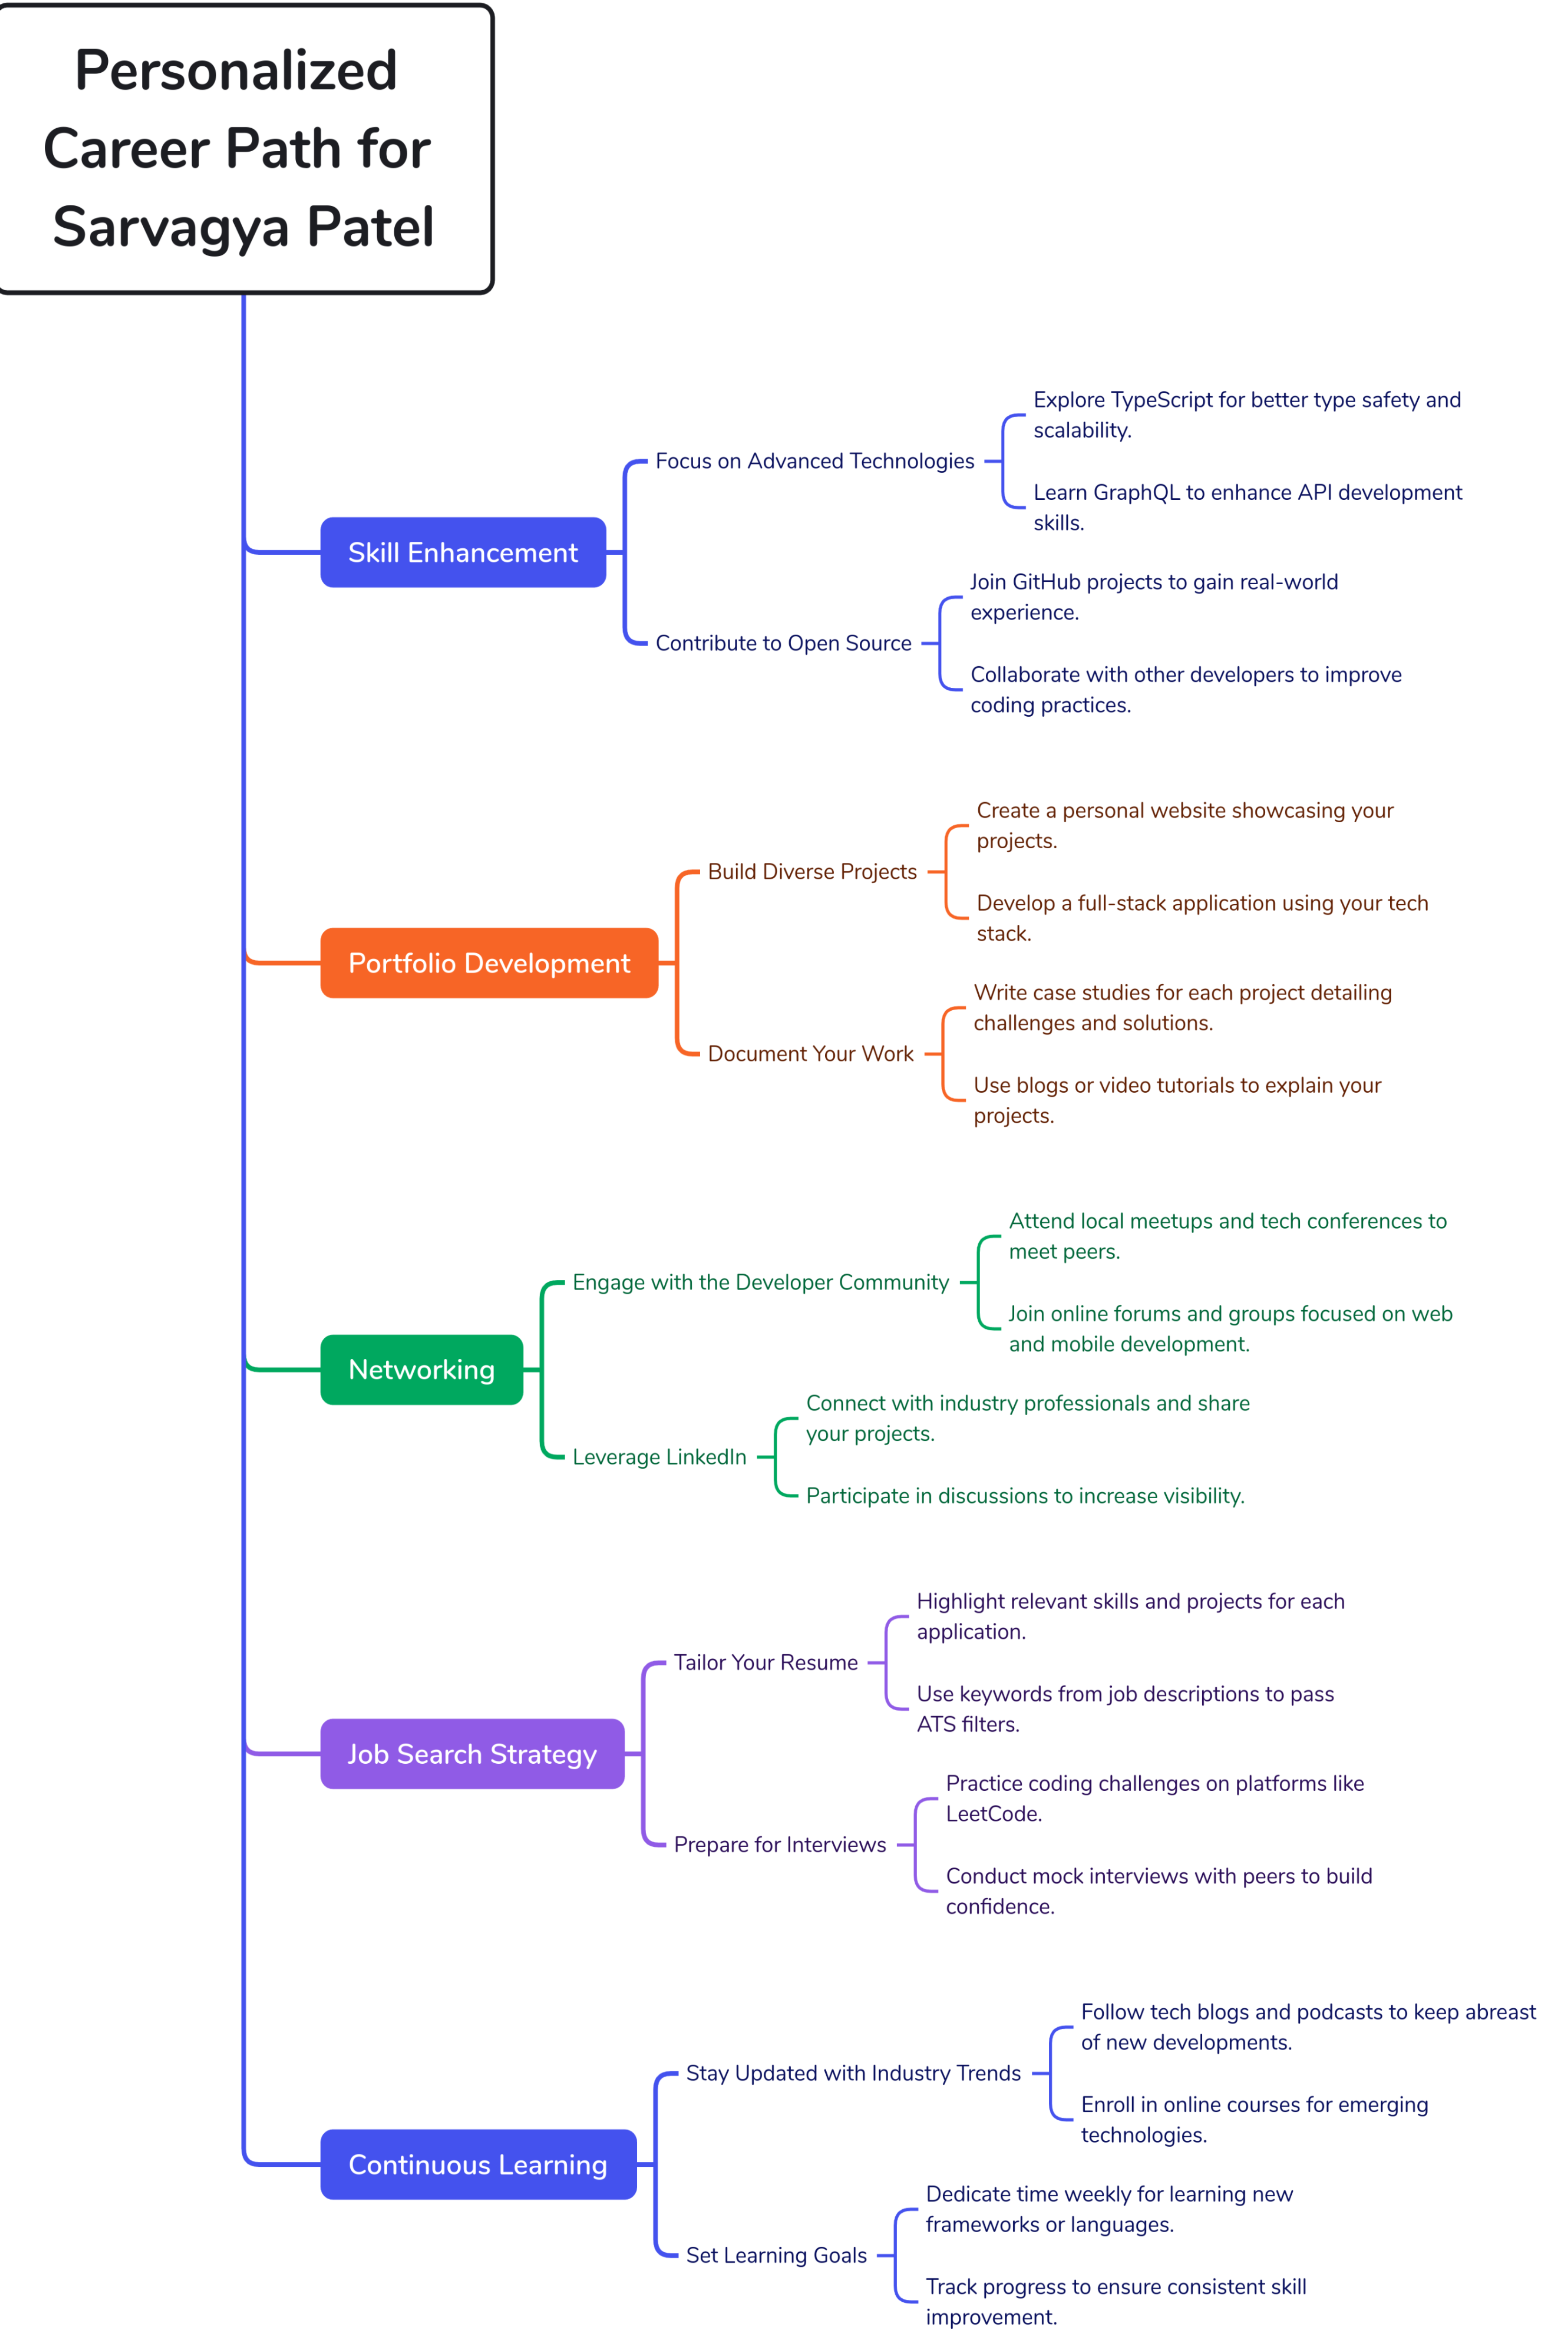 Personalized
Career Path for
Sarvagya Patel
Skill Enhancement
Focus on Advanced Technologies
Explore TypeScript for better type safety and
scalability.
Learn GraphQL to enhance API development
skills.
Contribute to Open Source
Join GitHub projects to gain real-world
experience.
Collaborate with other developers to improve
coding practices.
Portfolio Development
Build Diverse Projects
Create a personal website showcasing your
projects.
Develop a full-stack application using your tech
stack.
Document Your Work
Write case studies for each project detailing
challenges and solutions.
Use blogs or video tutorials to explain your
projects.
Networking
Engage with the Developer Community
Attend local meetups and tech conferences to
meet peers.
Join online forums and groups focused on web
and mobile development.
Leverage LinkedIn
Connect with industry professionals and share
your projects.
Participate in discussions to increase visibility.
Job Search Strategy
Tailor Your Resume
Highlight relevant skills and projects for each
application.
Use keywords from job descriptions to pass
ATS filters.
Prepare for Interviews
Practice coding challenges on platforms like
LeetCode.
Conduct mock interviews with peers to build
confidence.
Continuous Learning
Stay Updated with Industry Trends
Follow tech blogs and podcasts to keep abreast
of new developments.
Enroll in online courses for emerging
technologies.
Set Learning Goals
Dedicate time weekly for learning new
frameworks or languages.
Track progress to ensure consistent skill
improvement.